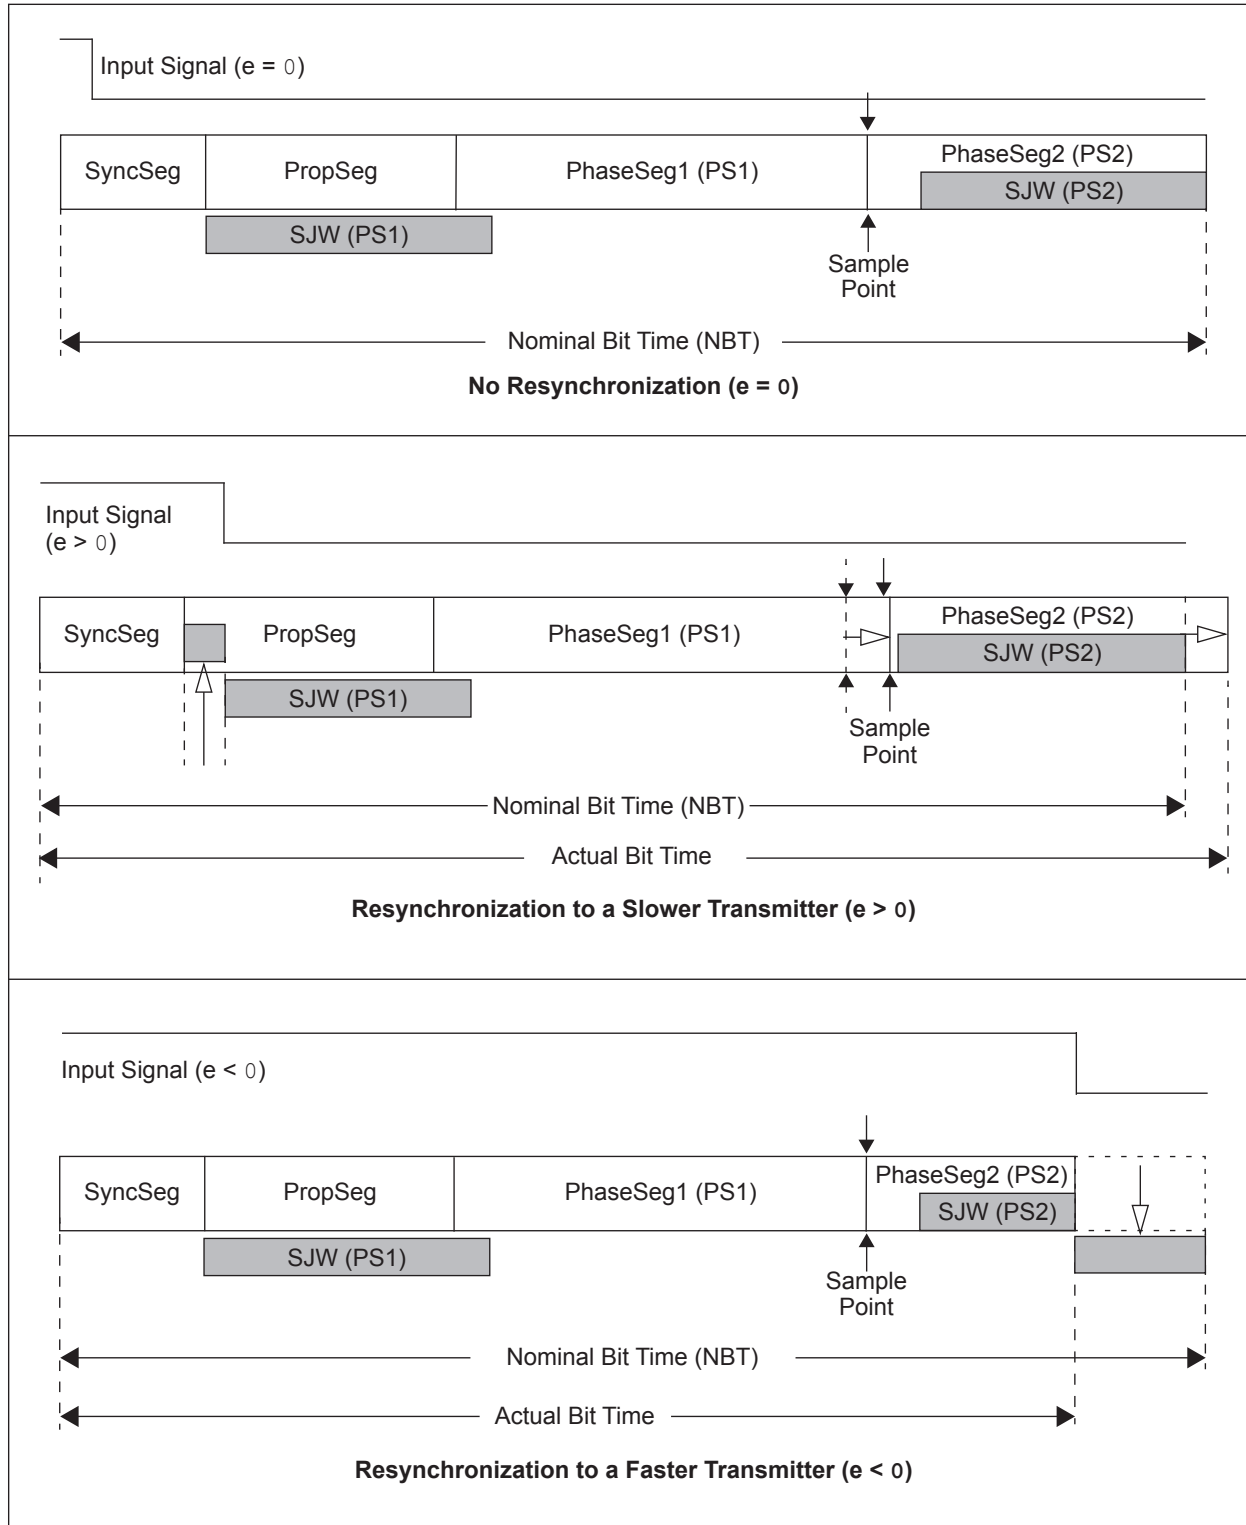 Input Signal (e = 0)
SyncSeg
PropSeg
PhaseSeg1 (PS1)
PhaseSeg2 (PS2)
SJW (PS2)
SJW (PS1)
Sample
Point
Nominal Bit Time (NBT)
No Resynchronization (e = 0)
Input Signal
(e > 0)
SyncSeg
PropSeg
PhaseSeg1 (PS1)
PhaseSeg2 (PS2)
SJW (PS2)
SJW (PS1)
Sample
Point
Nominal Bit Time (NBT)
Actual Bit Time
Resynchronization to a Slower Transmitter (e > 0)
Input Signal (e < 0)
SyncSeg
PropSeg
PhaseSeg1 (PS1)
PhaseSeg2 (PS2)
SJW (PS2)
SJW (PS1)
Sample
Point
Nominal Bit Time (NBT)
Actual Bit Time
Resynchronization to a Faster Transmitter (e < 0)